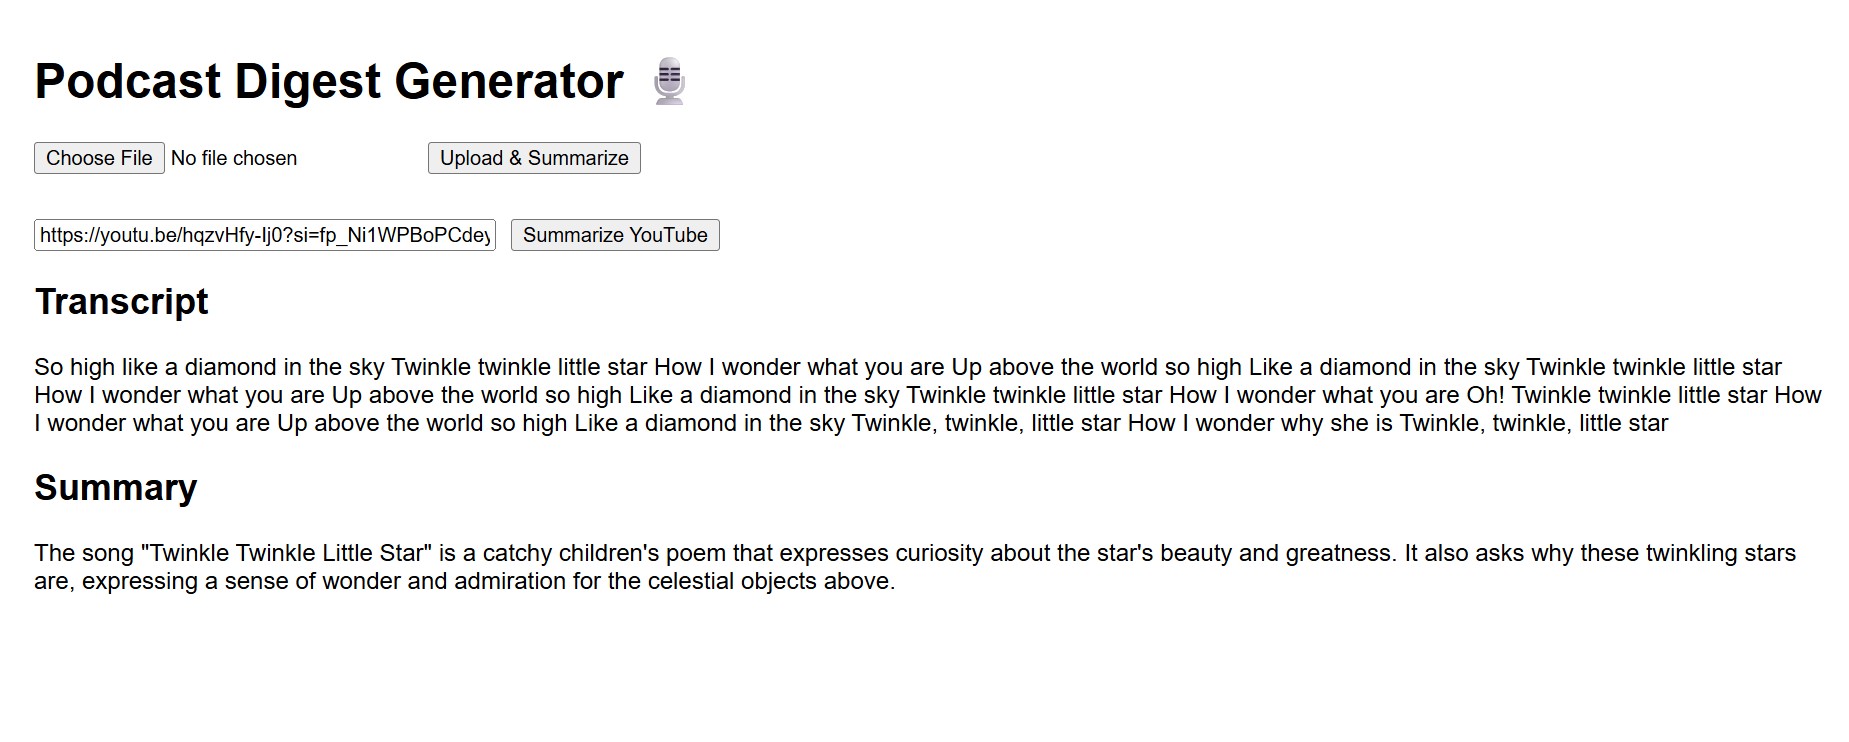 Podcast Digest Generator
Choose File No file chosen Upload & Summarize
https://youtu.be/hqzvHfy-Ij0?si=fp_Ni1WPBoPCdey Summarize YouTube
Transcript
So high like a diamond in the sky Twinkle twinkle little star How I wonder what you are Up above the world so high Like a diamond in the sky Twinkle twinkle little star
How I wonder what you are Up above the world so high Like a diamond in the sky Twinkle twinkle little star How I wonder what you are Oh! Twinkle twinkle little star How
I wonder what you are Up above the world so high Like a diamond in the sky Twinkle, twinkle, little star How I wonder why she is Twinkle, twinkle, little star
Summary
The song "Twinkle Twinkle Little Star" is a catchy children's poem that expresses curiosity about the star's beauty and greatness. It also asks why these twinkling stars
are, expressing a sense of wonder and admiration for the celestial objects above.